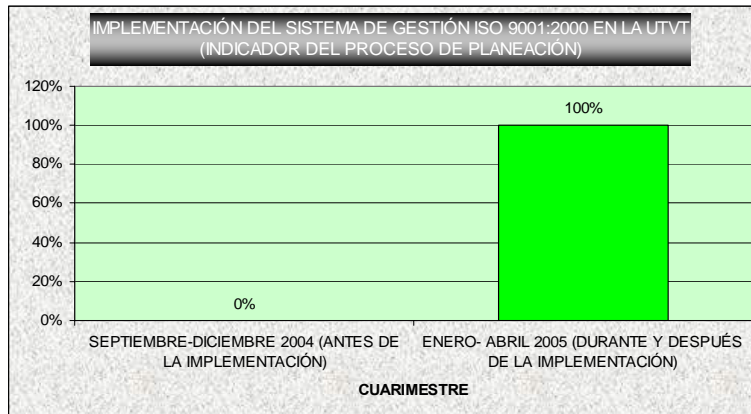 IMPLEMENTACIÓN DEL SISTEMA DE GESTIÓN ISO 9001:2000 EN LA UTVT
(INDICADOR DEL PROCESO DE PLANEACIÓN)
120%
100%
80%
60%
40%
20%
0%
0%
100%
SEPTIEMBRE-DICIEMBRE 2004 (ANTES DE
LA IMPLEMENTACIÓN)
ENERO- ABRIL 2005 (DURANTE Y DESPUÉS
DE LA IMPLEMENTACIÓN)
CUARIMESTRE